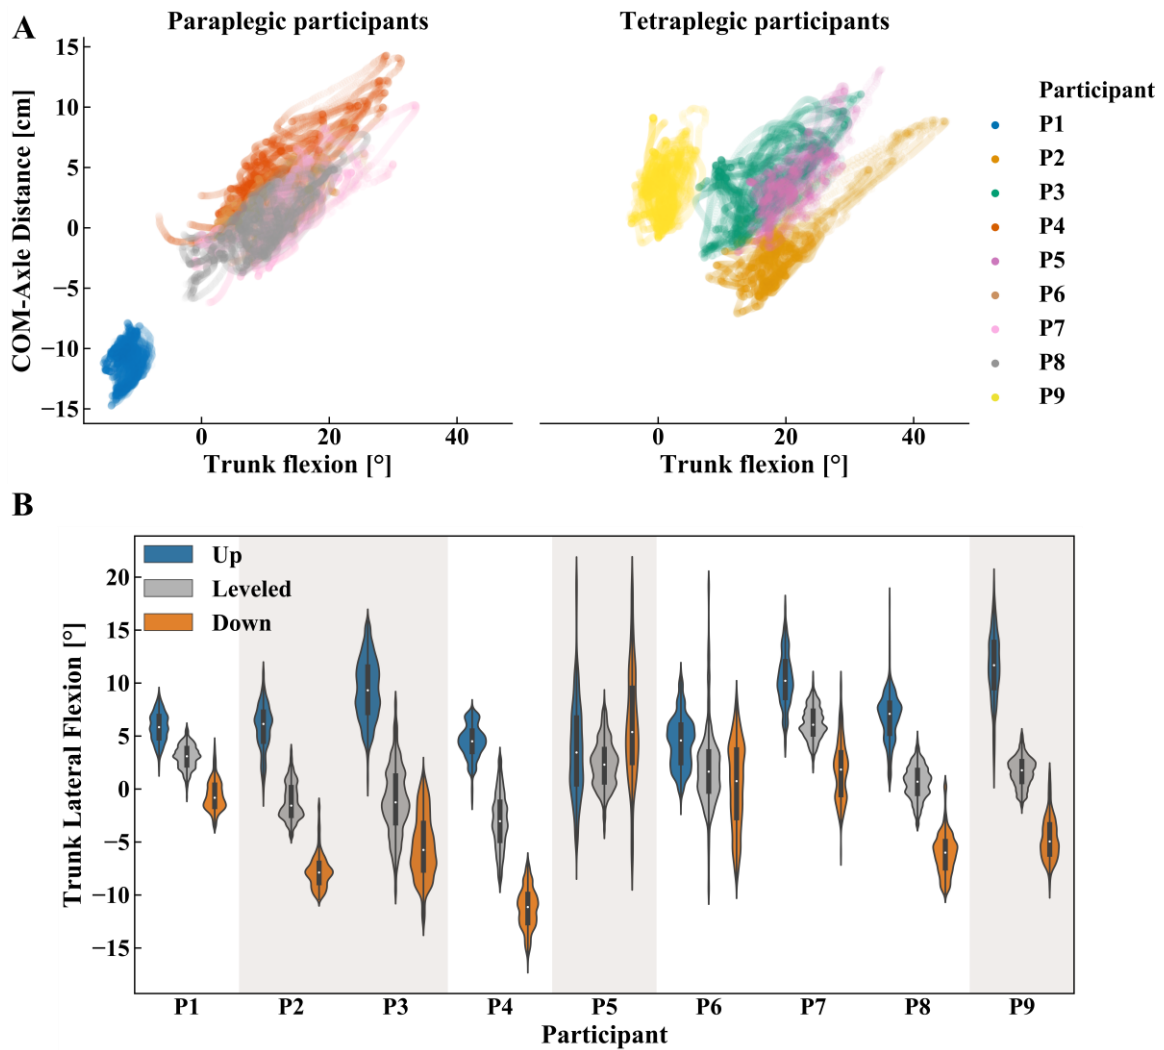 A
Paraplegic participants
Tetraplegic participants
COM-Axle Distance [cm]
15
10
5
0
−5
−10
−15
0 20 40
Trunk flexion [°]
0 20 40
Trunk flexion [°]
Participant
P1
P2
P3
P4
P5
P6
P7
P8
P9
B
Trunk Lateral Flexion [°]
20
15
10
5
0
−5
−10
−15
Up
Leveled
Down
P1 P2 P3 P4 P5 P6 P7 P8 P9
Participant